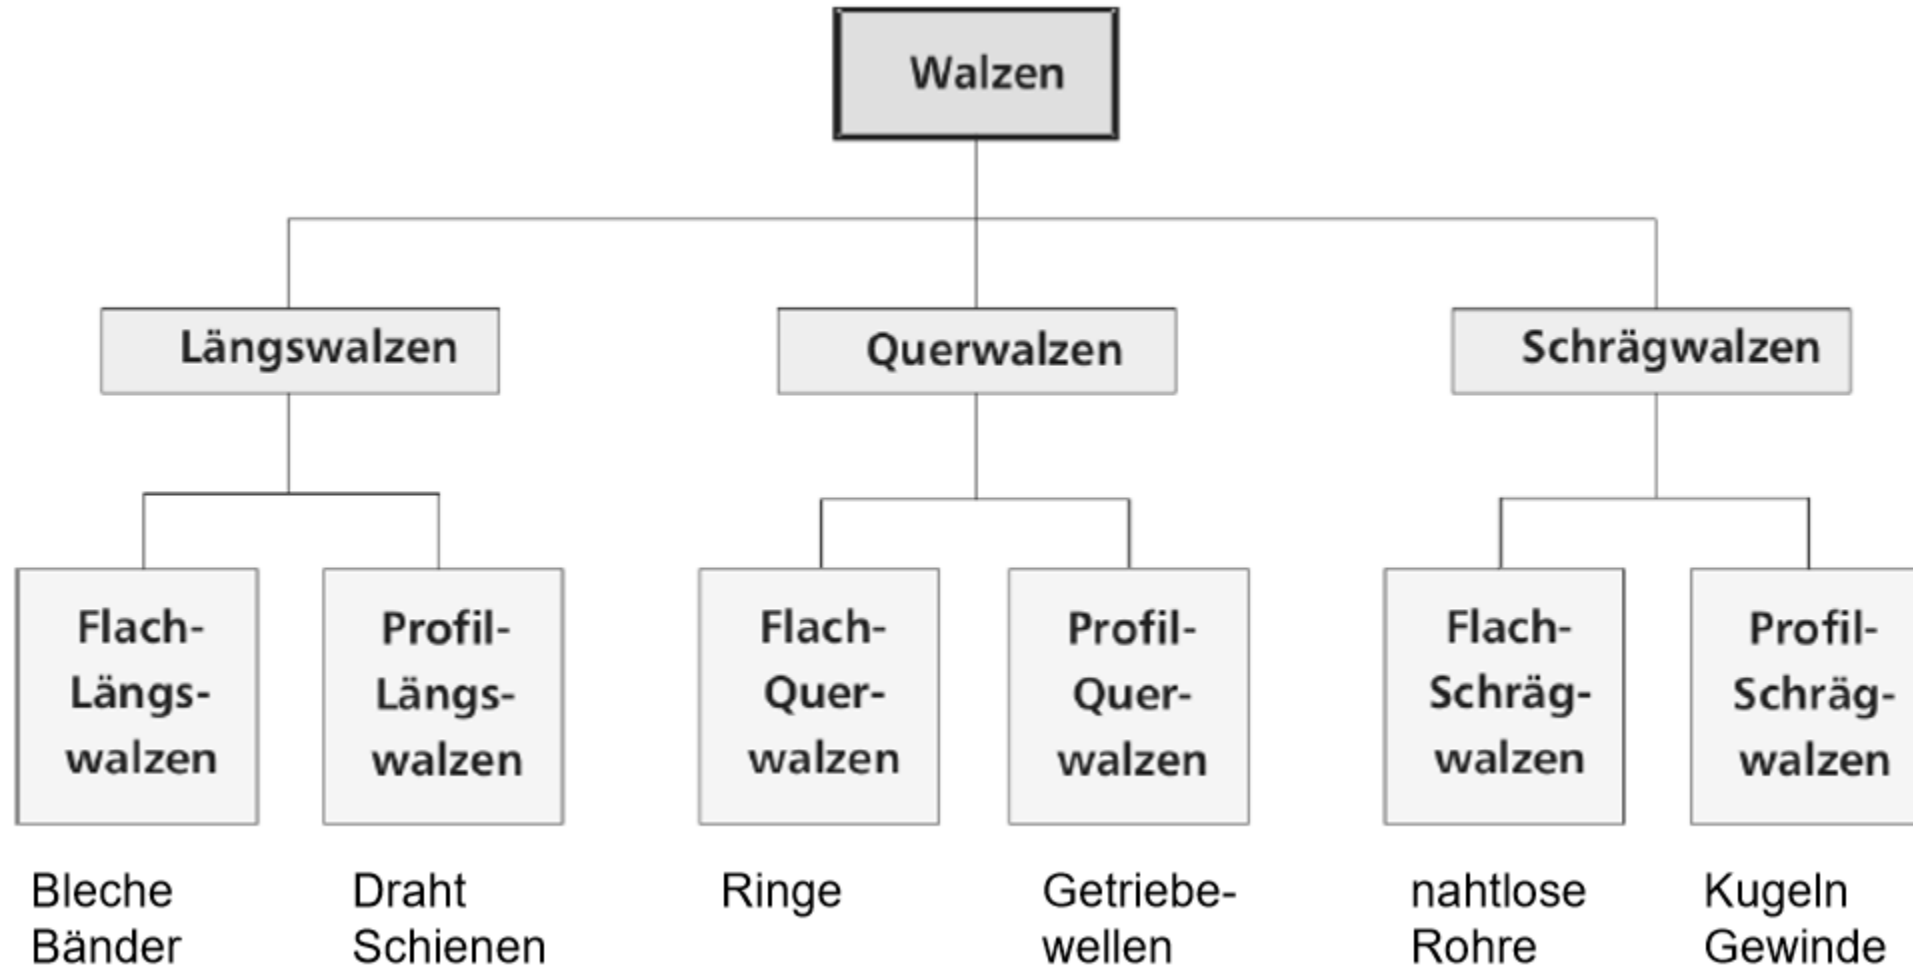 Walzen
Längswalzen
Querwalzen
Schrägwalzen
Flach-
Längs-
walzen
Profil-
Längs-
walzen
Flach-
Quer-
walzen
Profil-
Quer-
walzen
Flach-
Schräg-
walzen
Profil-
Schräg-
walzen
Bleche
Bänder
Draht
Schienen
Ringe
Getriebe-
wellen
nahtlose
Rohre
Kugeln
Gewinde